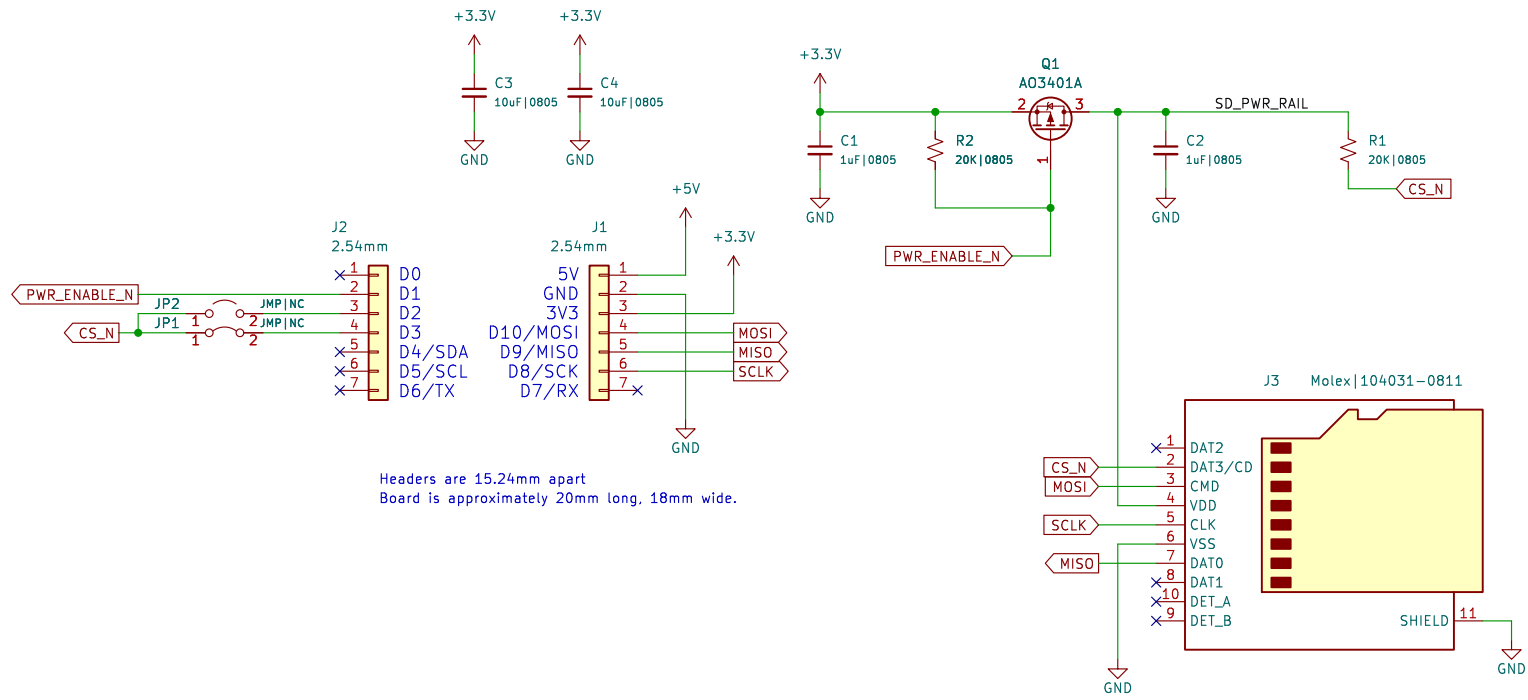 +3.3V
C3
10uF|0805
GND
+3.3V
C4
10uF|0805
GND
+3.3V
C1
1uF|0805
GND
R2
20K|0805
Q1
AO3401A
2
3
1
PWR_ENABLE_N
SD_PWR_RAIL
C2
1uF|0805
GND
R1
20K|0805
CS_N
J2
2.54mm
1 D0
2 D1
3 D2
4 D3
5 D4/SDA
6 D5/SCL
7 D6/TX
PWR_ENABLE_N
JP2
JMP|NC
1 2
CS_N
JP1
JMP|NC
1 2
J1
2.54mm
5V 1
GND 2
3V3 3
D10/MOSI 4
D9/MISO 5
D8/SCK 6
D7/RX 7
+5V
+3.3V
MOSI
MISO
SCLK
GND
Headers are 15.24mm apart
Board is approximately 20mm long, 18mm wide.
J3 Molex|104031-0811
1 DAT2
CS_N 2 DAT3/CD
MOSI 3 CMD
4 VDD
SCLK 5 CLK
6 VSS
MISO 7 DAT0
8 DAT1
10 DET_A
9 DET_B
SHIELD 11
GND
GND